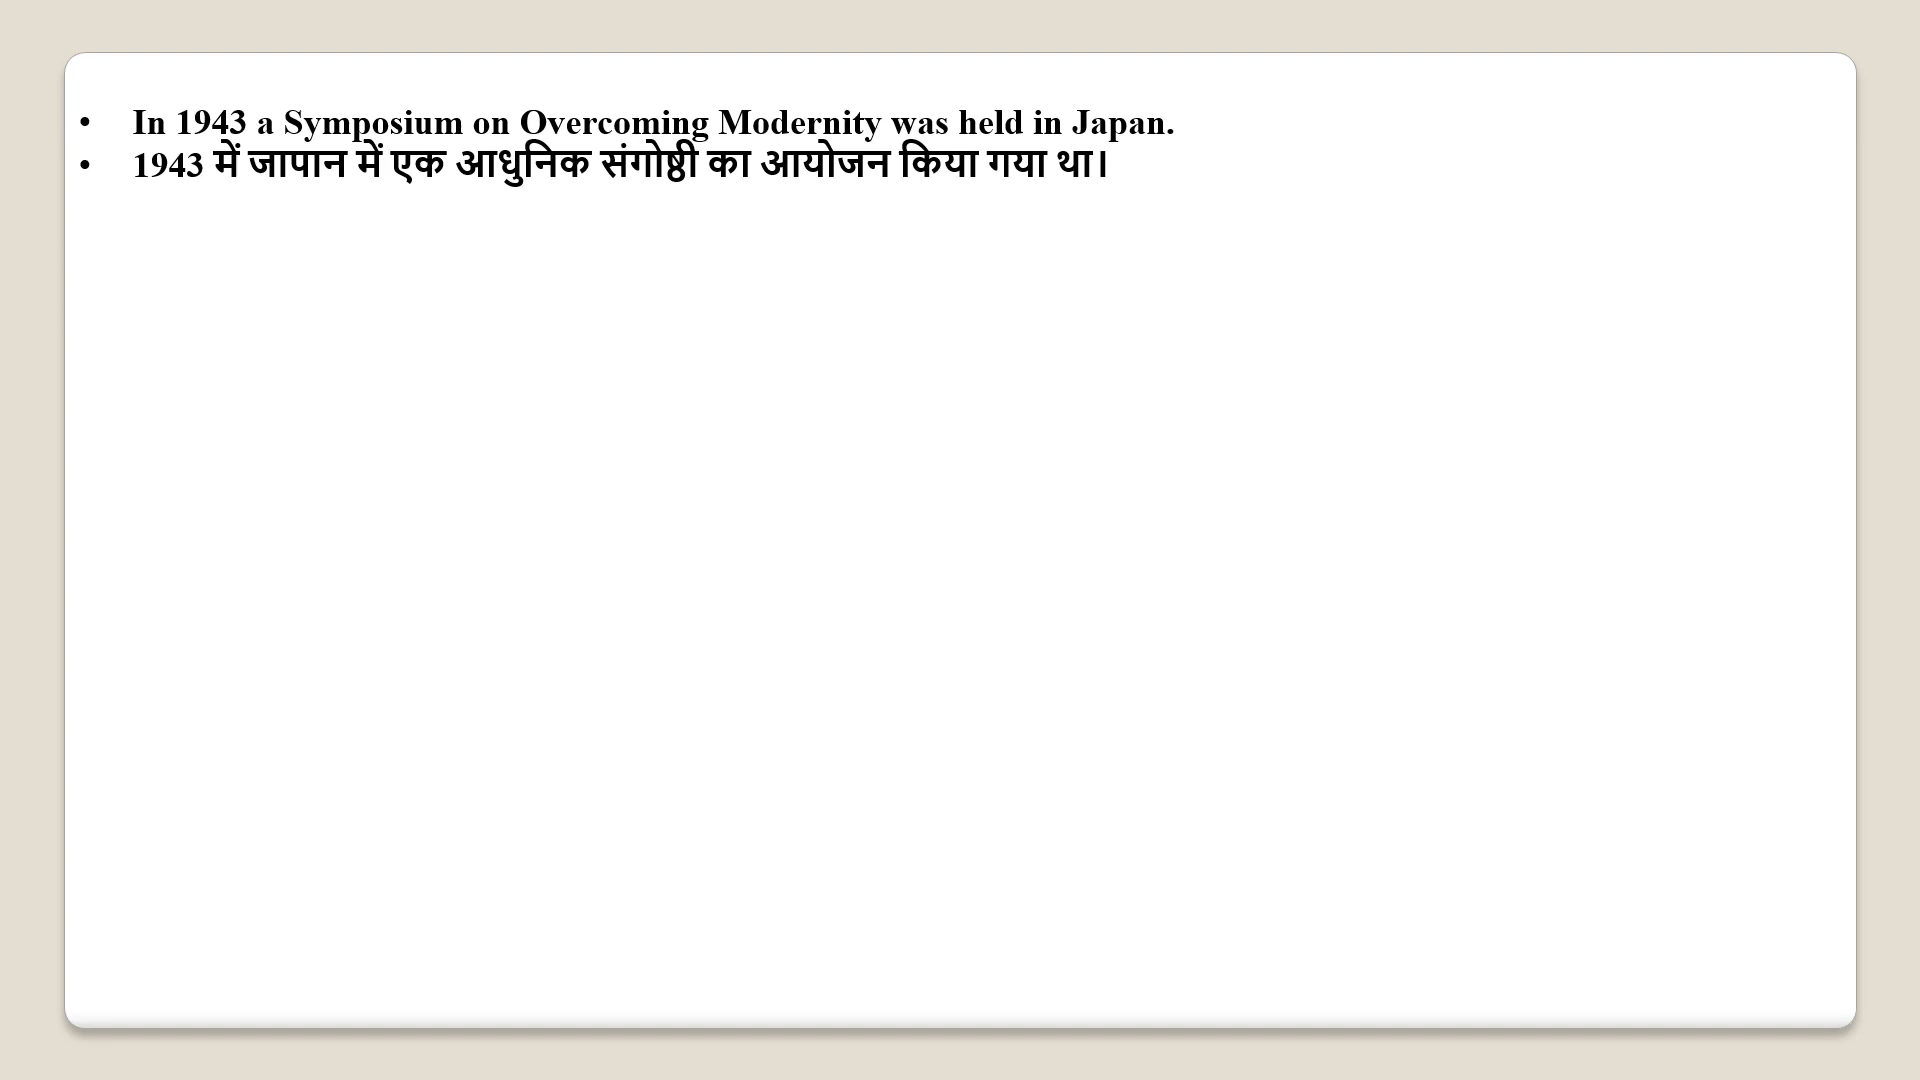 • In 1943 a Symposium on Overcoming Modernity was held in Japan.
• 1943 में जापान में एक आधुनिक संगोष्ठी का आयोजन किया गया था।